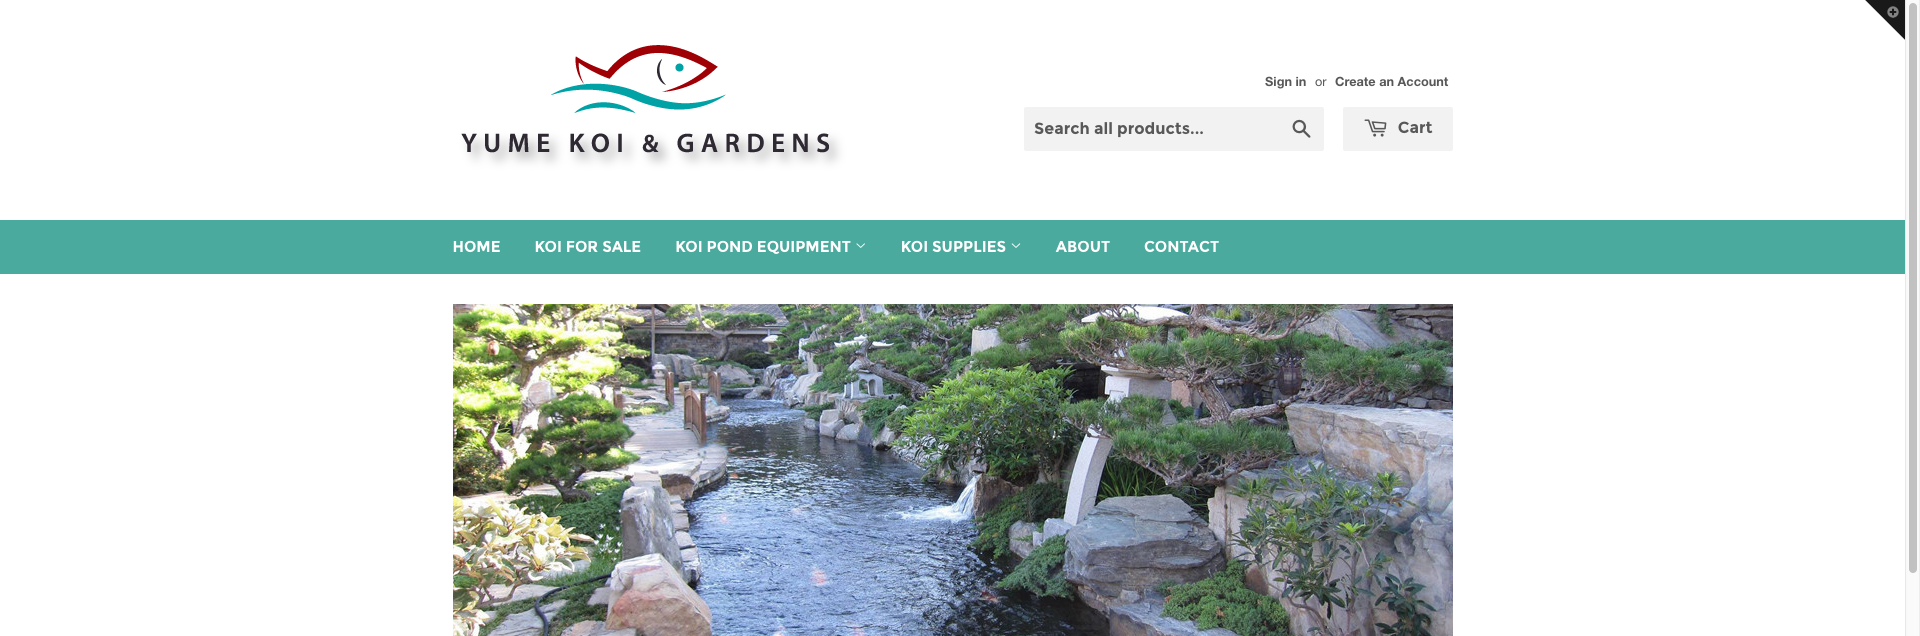 YUME KOI & GARDENS
Sign in or Create an Account
Search all products...
Cart
HOME
KOI FOR SALE
KOI POND EQUIPMENT
KOI SUPPLIES
ABOUT
CONTACT